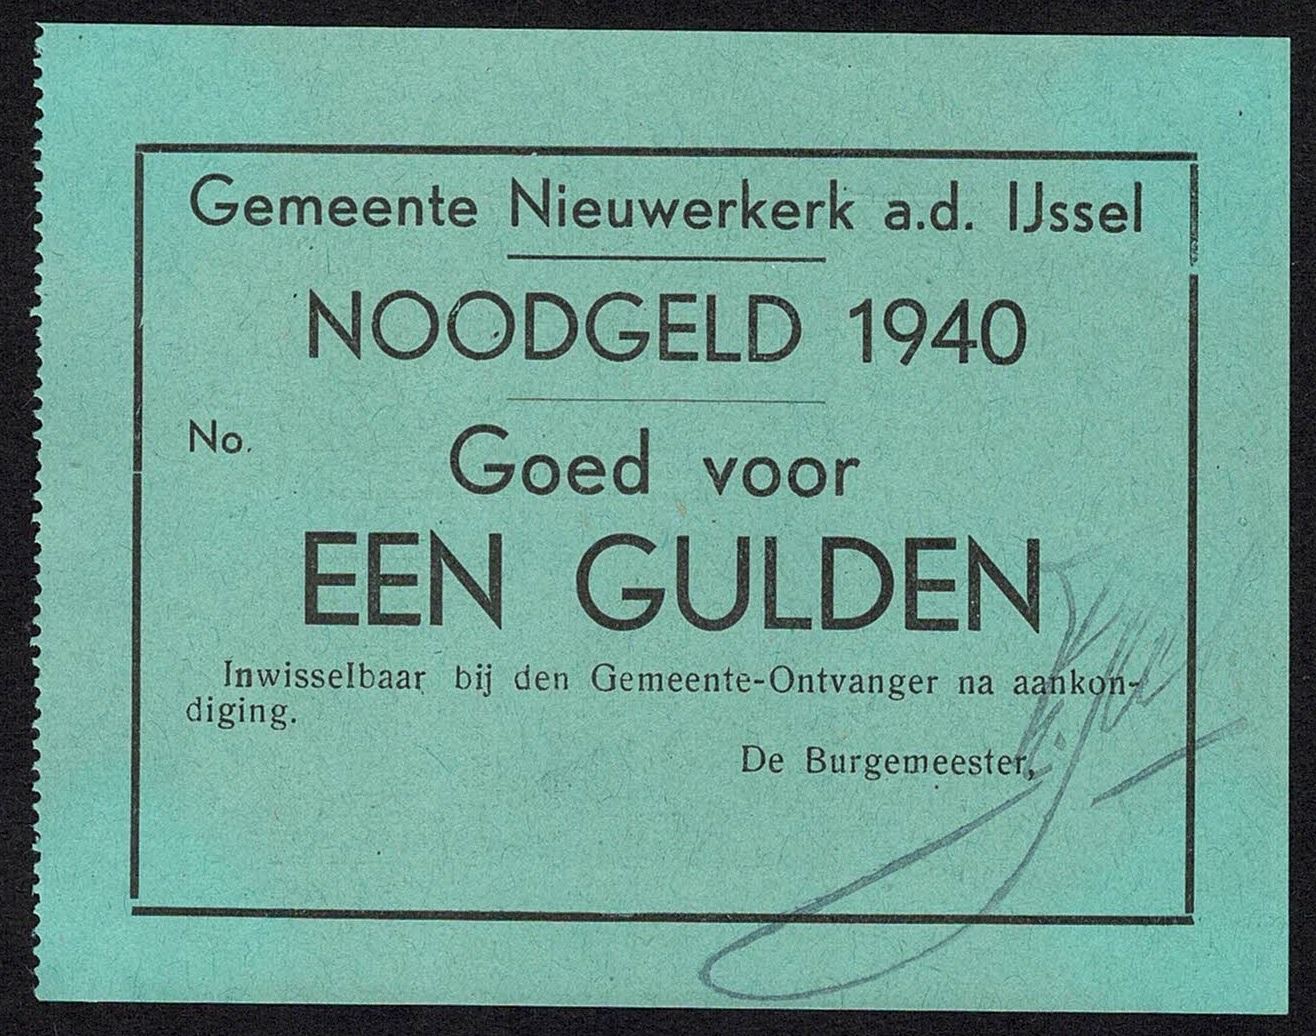 Gemeente Nieuwerkerk a.d. IJssel
NOODGELD 1940
No.
Goed voor
EEN GULDEN
Inwisselbaar bij den Gemeente-Ontvanger na aankon-
diging.
De Burgemeester,